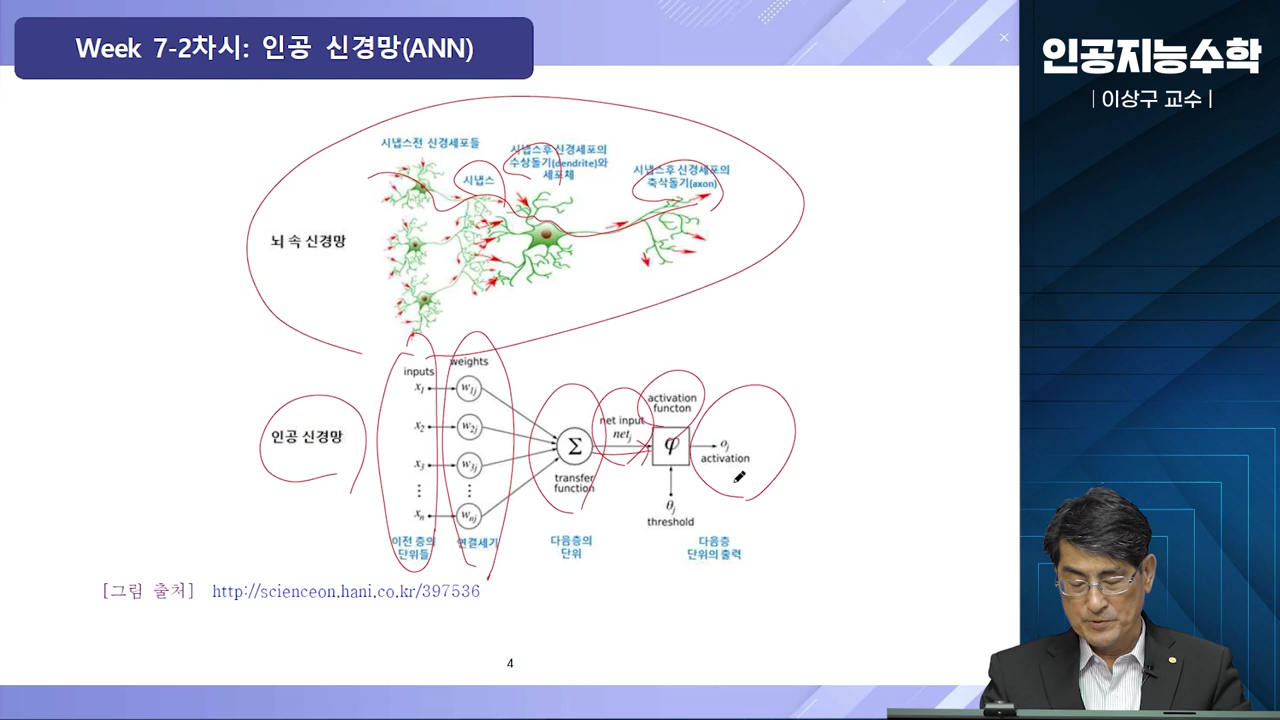 Week 7-2차시: 인공 신경망(ANN)
인공지능수학
| 이상구 교수 |
시냅스전 신경세포들
시냅스
시냅스후 신경세포의
수상돌기(dendrite)와
세포체
시냅스후 신경세포의
축삭돌기(axon)
뇌 속 신경망
인공 신경망
inputs
weights
x1
w1j
x2
w2j
x3
w3j
⋮
⋮
xn
wnj
Σ
transfer
function
net input
netj
activation
functon
φ
oj
activation
θj
threshold
이전 층의
단위들
연결세기
다음층의
단위
다음층
단위의 출력
[그림 출처] http://scienceon.hani.co.kr/397536
4